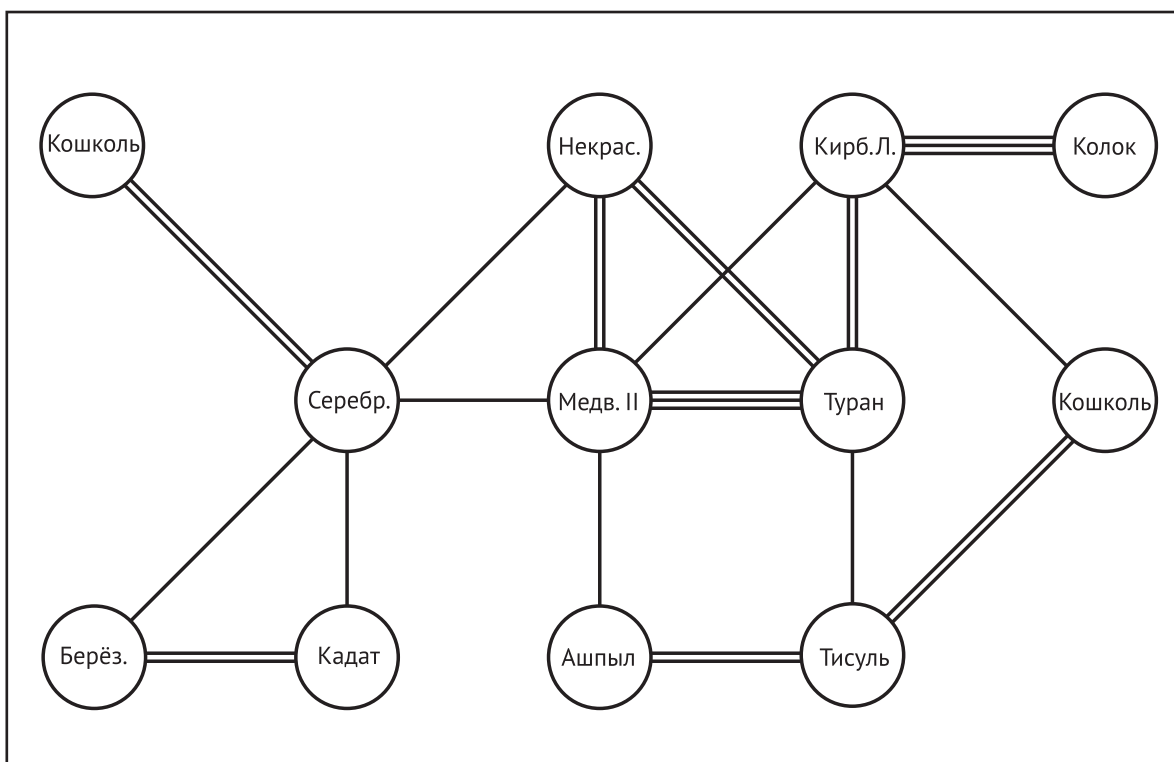 Кошколь
Некрас.
Кирб.Л.
Колок
Серебр.
Медв. II
Туран
Кошколь
Берёз.
Кадат
Ашпыл
Тисуль